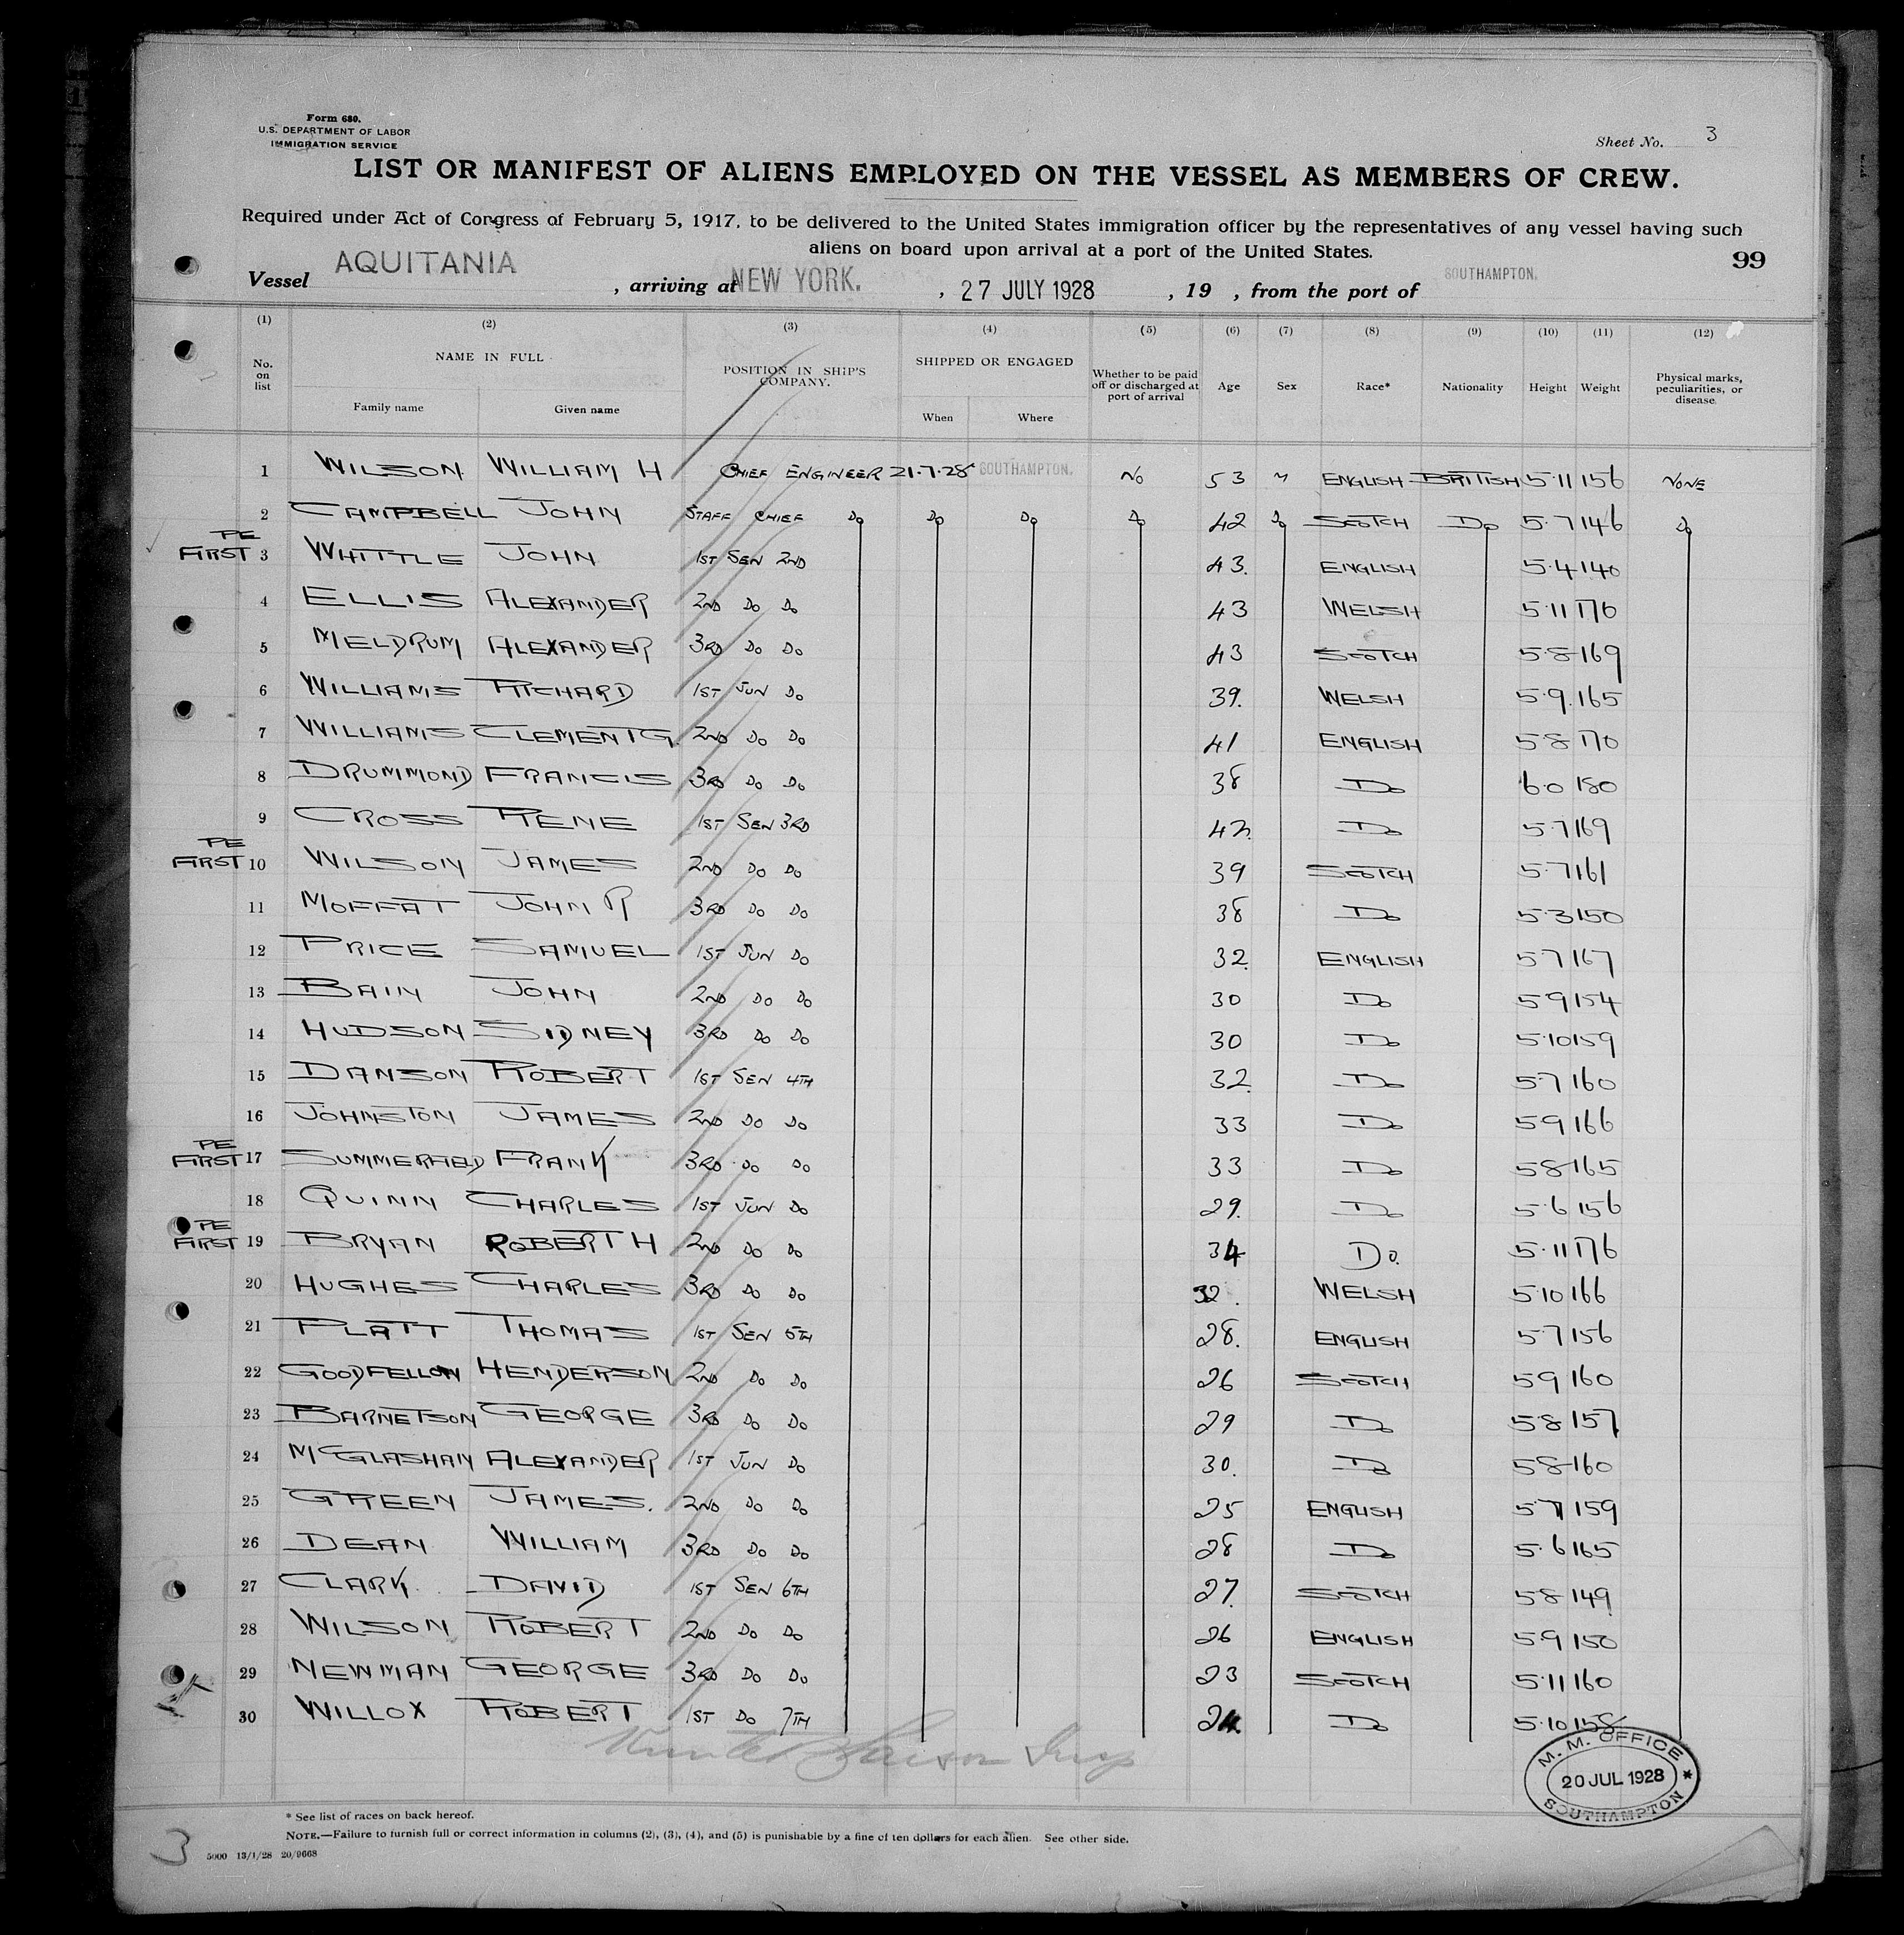 Form 680.
U.S. DEPARTMENT OF LABOR
IMMIGRATION SERVICE
Sheet No. 3
LIST OR MANIFEST OF ALIENS EMPLOYED ON THE VESSEL AS MEMBERS OF CREW.
Required under Act of Congress of February 5, 1917, to be delivered to the United States immigration officer by the representatives of any vessel having such
aliens on board upon arrival at a port of the United States.
99
Vessel AQUITANIA, arriving at NEW YORK., 27 JULY 1928, 19 , from the port of SOUTHAMPTON.
(1) (2) (3) (4) (5) (6) (7) (8) (9) (10) (11) (12)
No. on list NAME IN FULL Family name Given name POSITION IN SHIP'S COMPANY. SHIPPED OR ENGAGED When Where Whether to be paid off or discharged at port of arrival Age Sex Race* Nationality Height Weight Physical marks, peculiarities, or disease.
1 WILSON WILLIAM H CHIEF ENGINEER 21.7.28 SOUTHAMPTON. No 53 M ENGLISH BRITISH 5.11 156 NONE
2 CAMPBELL JOHN STAFF CHIEF Do Do Do Do 42 Do SCOTCH Do 5.7 146 Do
PE FIRST 3 WHITTLE JOHN 1ST SEN 2ND 43. ENGLISH 5.4 140
4 ELLIS ALEXANDER 2ND Do Do 43 WELSH 5.11 176
5 MELDRUM ALEXANDER 3RD Do Do 43 SCOTCH 5.8 169
6 WILLIAMS RICHARD 1ST JUN Do 39. WELSH 5.9. 165
7 WILLIAMS CLEMENT G. 2ND Do Do 41 ENGLISH 5.8 170
8 DRUMMOND FRANCIS 3RD Do Do 38 Do 6.0 180
9 CROSS RENE 1ST SEN 3RD 42. Do 5.7 169
PE FIRST 10 WILSON JAMES 2ND Do Do 39 SCOTCH 5.7 161
11 MOFFAT JOHN R 3RD Do Do 38 Do 5.3 150
12 PRICE SAMUEL 1ST JUN Do 32. ENGLISH 5.7 167
13 BAIN JOHN 2ND Do Do 30 Do 5.9 154
14 HUDSON SIDNEY 3RD Do Do 30 Do 5.10 159
15 DANSON ROBERT 1ST SEN 4TH 32. Do 5.7 160
16 JOHNSTON JAMES 2ND Do Do 33 Do 5.9 166
PE FIRST 17 SUMMERFIELD FRANK 3RD Do Do 33 Do 5.8 165
18 QUINN CHARLES 1ST JUN Do 29. Do 5.6 156
PE FIRST 19 BRYAN ROBERT H 2ND Do Do 34 Do. 5.11 176
20 HUGHES CHARLES 3RD Do Do 32. WELSH 5.10 166
21 PLATT THOMAS 1ST SEN 5TH 28. ENGLISH 5.7 156
22 GOODFELLOW HENDERSON 2ND Do Do 26 SCOTCH 5.9 160
23 BARNETSON GEORGE 3RD Do Do 29 Do 5.8 157
24 McGLASHAN ALEXANDER 1ST JUN Do 30. Do 5.8 160
25 GREEN JAMES. 2ND Do Do 25 ENGLISH 5.7 159
26 DEAN WILLIAM 3RD Do Do 28 Do 5.6 165
27 CLARK. DAVID 1ST SEN 6TH 27. SCOTCH 5.8 149
28 WILSON ROBERT 2ND Do Do 26 ENGLISH 5.9 150
29 NEWMAN GEORGE 3RD Do Do 23 SCOTCH 5.11 160
30 WILLOX ROBERT 1ST Do 7TH 24 Do 5.10 158
M. M. OFFICE
20 JUL 1928
SOUTHAMPTON
* See list of races on back hereof.
NOTE.—Failure to furnish full or correct information in columns (2), (3), (4), and (5) is punishable by a fine of ten dollars for each alien. See other side.
3
5000 13/1/28 20/9668